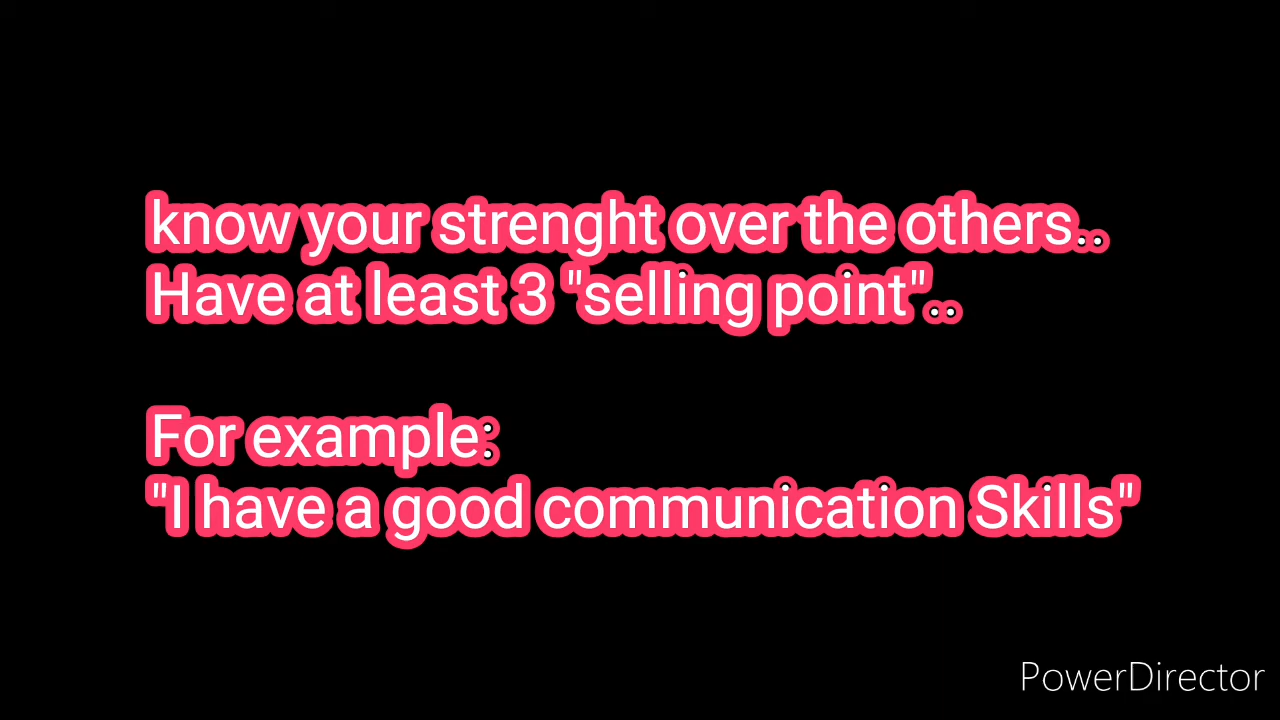 know your strenght over the others..
Have at least 3 "selling point"..
For example:
"I have a good communication Skills"
PowerDirector